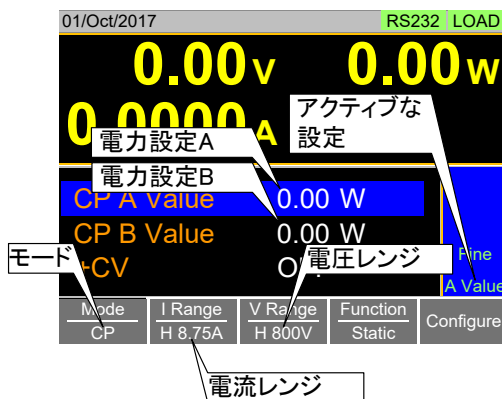 01/Oct/2017 RS232 LOAD
0.00 V 0.00 W
0.0000 A
アクティブな
設定
電力設定A
電力設定B
CP A Value 0.00 W
CP B Value 0.00 W
+CV
モード
電圧レンジ
Fine
A Value
Mode I Range V Range Function Configure
CP H 8.75A H 800V Static
電流レンジ